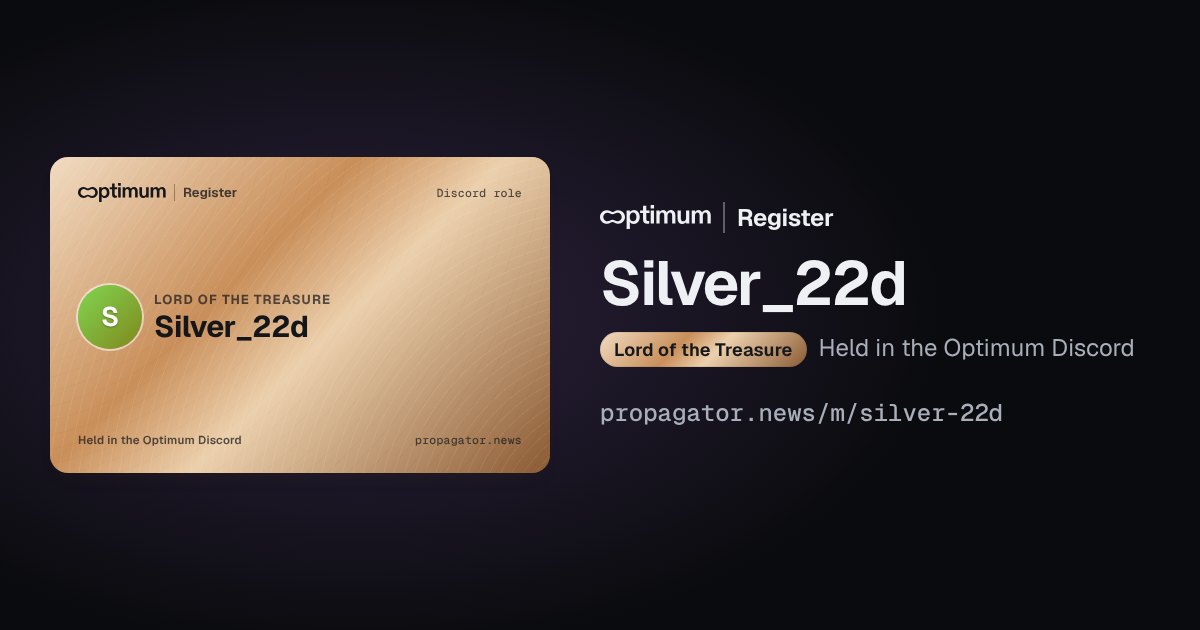 optimum | Register
Discord role
S
LORD OF THE TREASURE
Silver_22d
Held in the Optimum Discord
propagator.news
optimum | Register
Silver_22d
Lord of the Treasure
Held in the Optimum Discord
propagator.news/m/silver-22d